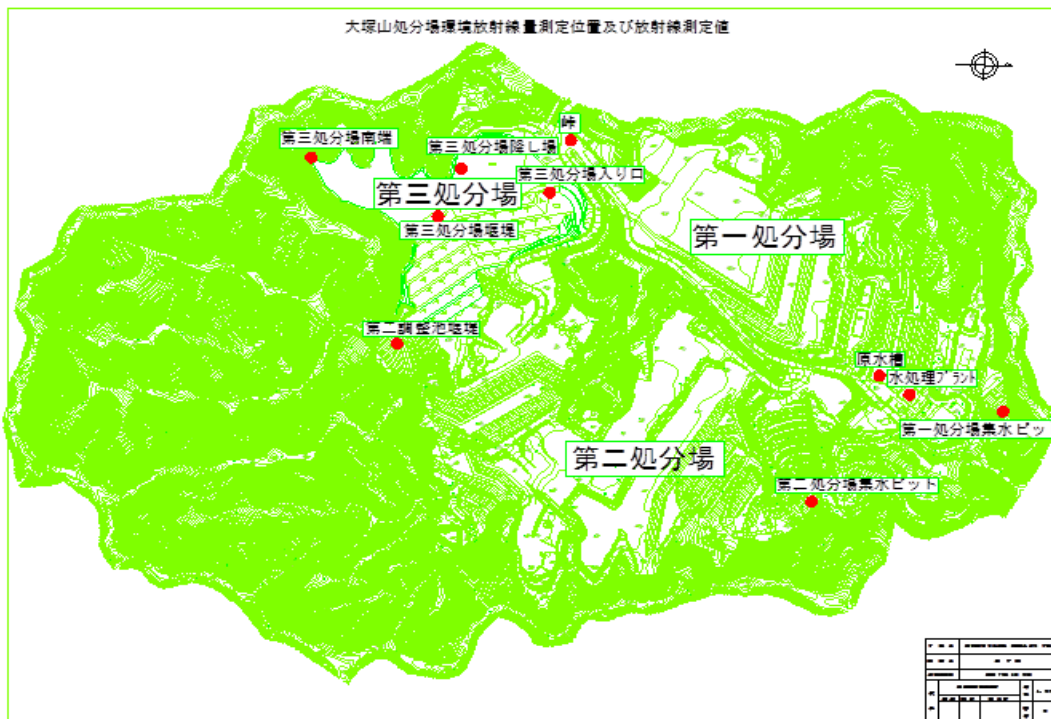 大塚山処分場環境放射線量測定位置及び放射線測定値
峠
第三処分場南端
第三処分場降し場
第三処分場入り口
第三処分場
第三処分場堰堤
第一処分場
第二調整池堰堤
原水槽
水処理プラント
第一処分場集水ピッ
第二処分場
第二処分場集水ピット